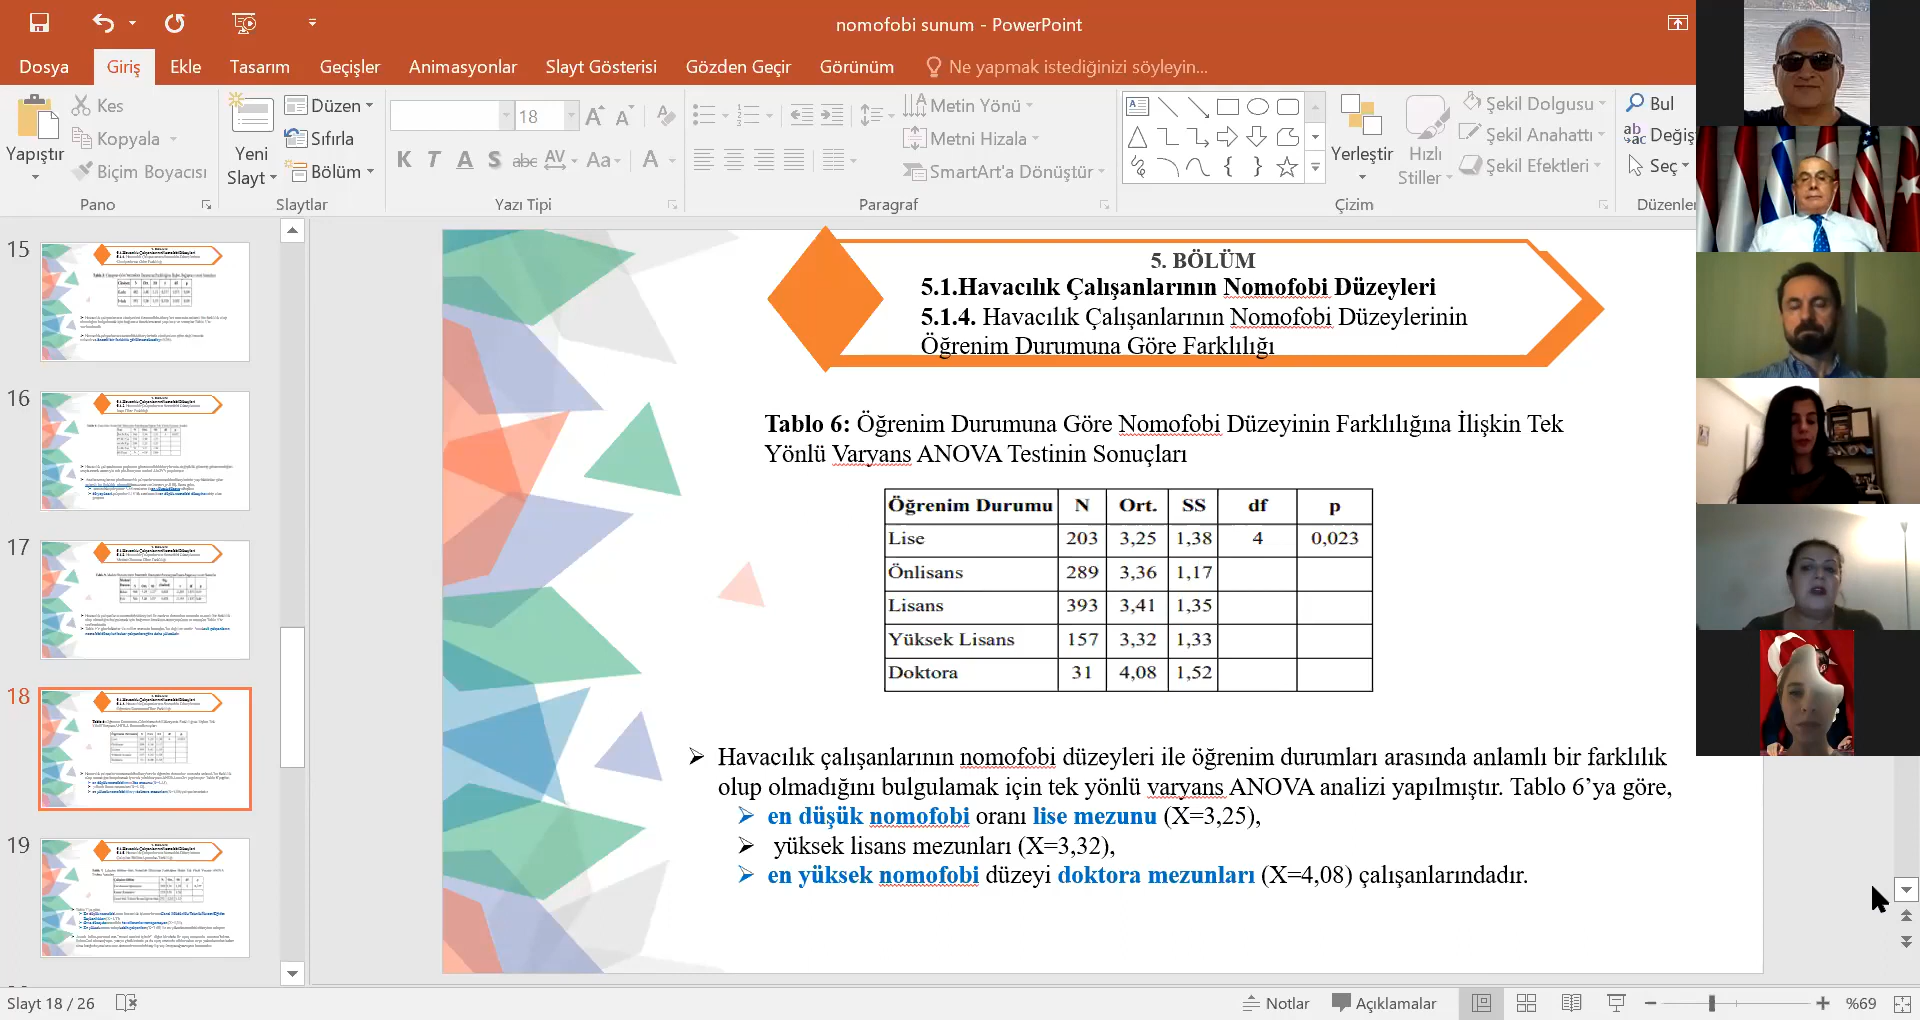 nomofobi sunum - PowerPoint
Dosya Giriş Ekle Tasarım Geçişler Animasyonlar Slayt Gösterisi Gözden Geçir Görünüm Ne yapmak istediğinizi söyleyin...
Yapıştır
Kes
Kopyala
Biçim Boyacısı
Pano
Yeni Slayt
Düzen
Sıfırla
Bölüm
Slaytlar
18
K T A S abc AV Aa A
Yazı Tipi
Metin Yönü
Metni Hizala
SmartArt'a Dönüştür
Paragraf
Yerleştir
Hızlı Stiller
Şekil Dolgusu
Şekil Anahattı
Şekil Efektleri
Çizim
Bul
Değiş
Seç
Düzenler
15
16
17
18
19
5. BÖLÜM
5.1.Havacılık Çalışanlarının Nomofobi Düzeyleri
5.1.4. Havacılık Çalışanlarının Nomofobi Düzeylerinin
Öğrenim Durumuna Göre Farklılığı
Tablo 6: Öğrenim Durumuna Göre Nomofobi Düzeyinin Farklılığına İlişkin Tek
Yönlü Varyans ANOVA Testinin Sonuçları
Öğrenim Durumu N Ort. SS df p
Lise 203 3,25 1,38 4 0,023
Önlisans 289 3,36 1,17
Lisans 393 3,41 1,35
Yüksek Lisans 157 3,32 1,33
Doktora 31 4,08 1,52
Havacılık çalışanlarının nomofobi düzeyleri ile öğrenim durumları arasında anlamlı bir farklılık
olup olmadığını bulgulamak için tek yönlü varyans ANOVA analizi yapılmıştır. Tablo 6’ya göre,
en düşük nomofobi oranı lise mezunu (X=3,25),
yüksek lisans mezunları (X=3,32),
en yüksek nomofobi düzeyi doktora mezunları (X=4,08) çalışanlarındadır.
Slayt 18 / 26
Notlar
Açıklamalar
%69